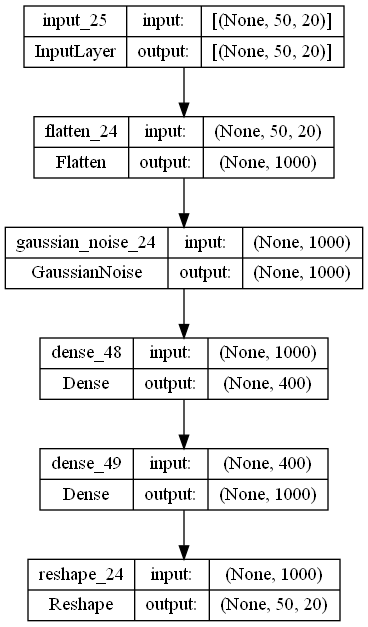 input_25 input: [(None, 50, 20)]
InputLayer output: [(None, 50, 20)]
flatten_24 input: (None, 50, 20)
Flatten output: (None, 1000)
gaussian_noise_24 input: (None, 1000)
GaussianNoise output: (None, 1000)
dense_48 input: (None, 1000)
Dense output: (None, 400)
dense_49 input: (None, 400)
Dense output: (None, 1000)
reshape_24 input: (None, 1000)
Reshape output: (None, 50, 20)